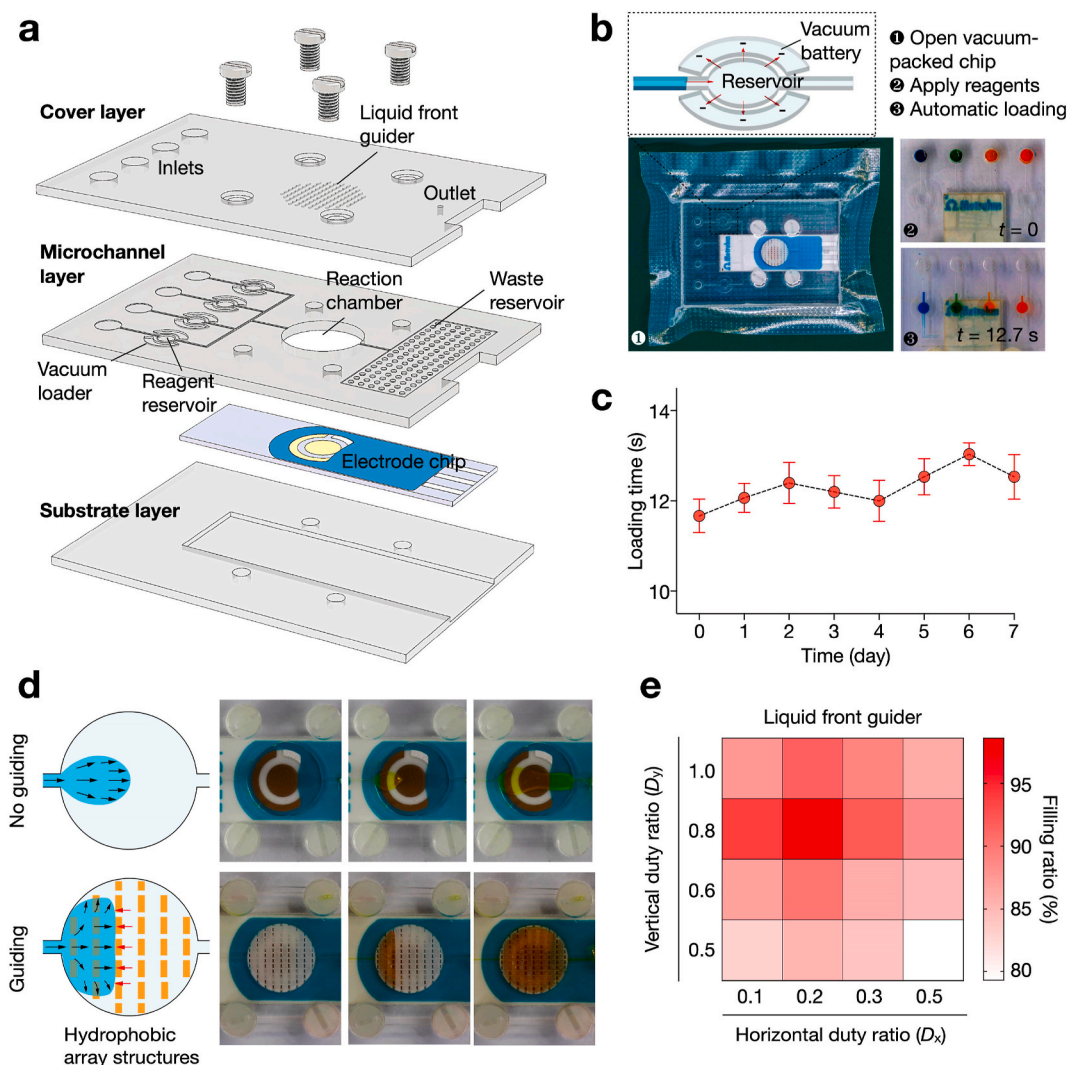 a
Cover layer
Liquid front
guider
Inlets
Outlet
Microchannel
layer
Reaction
chamber
Waste
reservoir
Vacuum
loader
Reagent
reservoir
Electrode chip
Substrate layer
b
Vacuum
battery
Reservoir
❶ Open vacuum-
packed chip
❷ Apply reagents
❸ Automatic loading
❶
❷
t = 0
❸
t = 12.7 s
c
14
12
10
Loading time (s)
0 1 2 3 4 5 6 7
Time (day)
d
No guiding
Guiding
Hydrophobic
array structures
e
Liquid front guider
Vertical duty ratio (Dy)
1.0
0.8
0.6
0.5
0.1 0.2 0.3 0.5
Horizontal duty ratio (Dx)
95
90
85
80
Filling ratio (%)